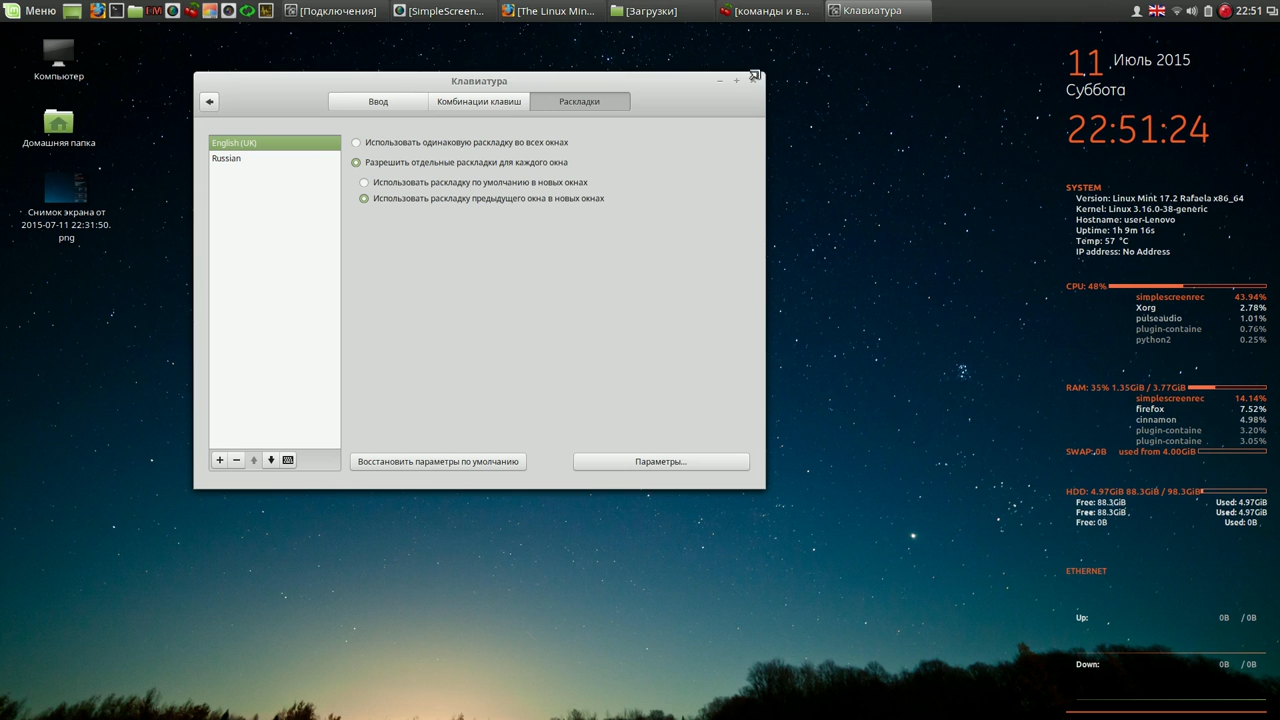 Меню
[Подключения]
[SimpleScreen...
[The Linux Min...
[Загрузки]
[команды и в...
Клавиатура
22:51
Компьютер
Домашняя папка
Снимок экрана от
2015-07-11 22:31:50.
png
Клавиатура
Ввод
Комбинации клавиш
Раскладки
English (UK)
Russian
Использовать одинаковую раскладку во всех окнах
Разрешить отдельные раскладки для каждого окна
Использовать раскладку по умолчанию в новых окнах
Использовать раскладку предыдущего окна в новых окнах
Восстановить параметры по умолчанию
Параметры...
11 Июль 2015
Суббота
22:51:24
SYSTEM
Version: Linux Mint 17.2 Rafaela x86_64
Kernel: Linux 3.16.0-38-generic
Hostname: user-Lenovo
Uptime: 1h 9m 16s
Temp: 57 °C
IP address: No Address
CPU: 48%
simplescreenrec 43.94%
Xorg 2.78%
pulseaudio 1.01%
plugin-containe 0.76%
python2 0.25%
RAM: 35% 1.35GiB / 3.77GiB
simplescreenrec 14.14%
firefox 7.52%
cinnamon 4.98%
plugin-containe 3.20%
plugin-containe 3.05%
SWAP: 0B used from 4.00GiB
HDD: 4.97GiB 88.3GiB / 98.3GiB
Free: 88.3GiB Used: 4.97GiB
Free: 88.3GiB Used: 4.97GiB
Free: 0B Used: 0B
ETHERNET
Up: 0B / 0B
Down: 0B / 0B